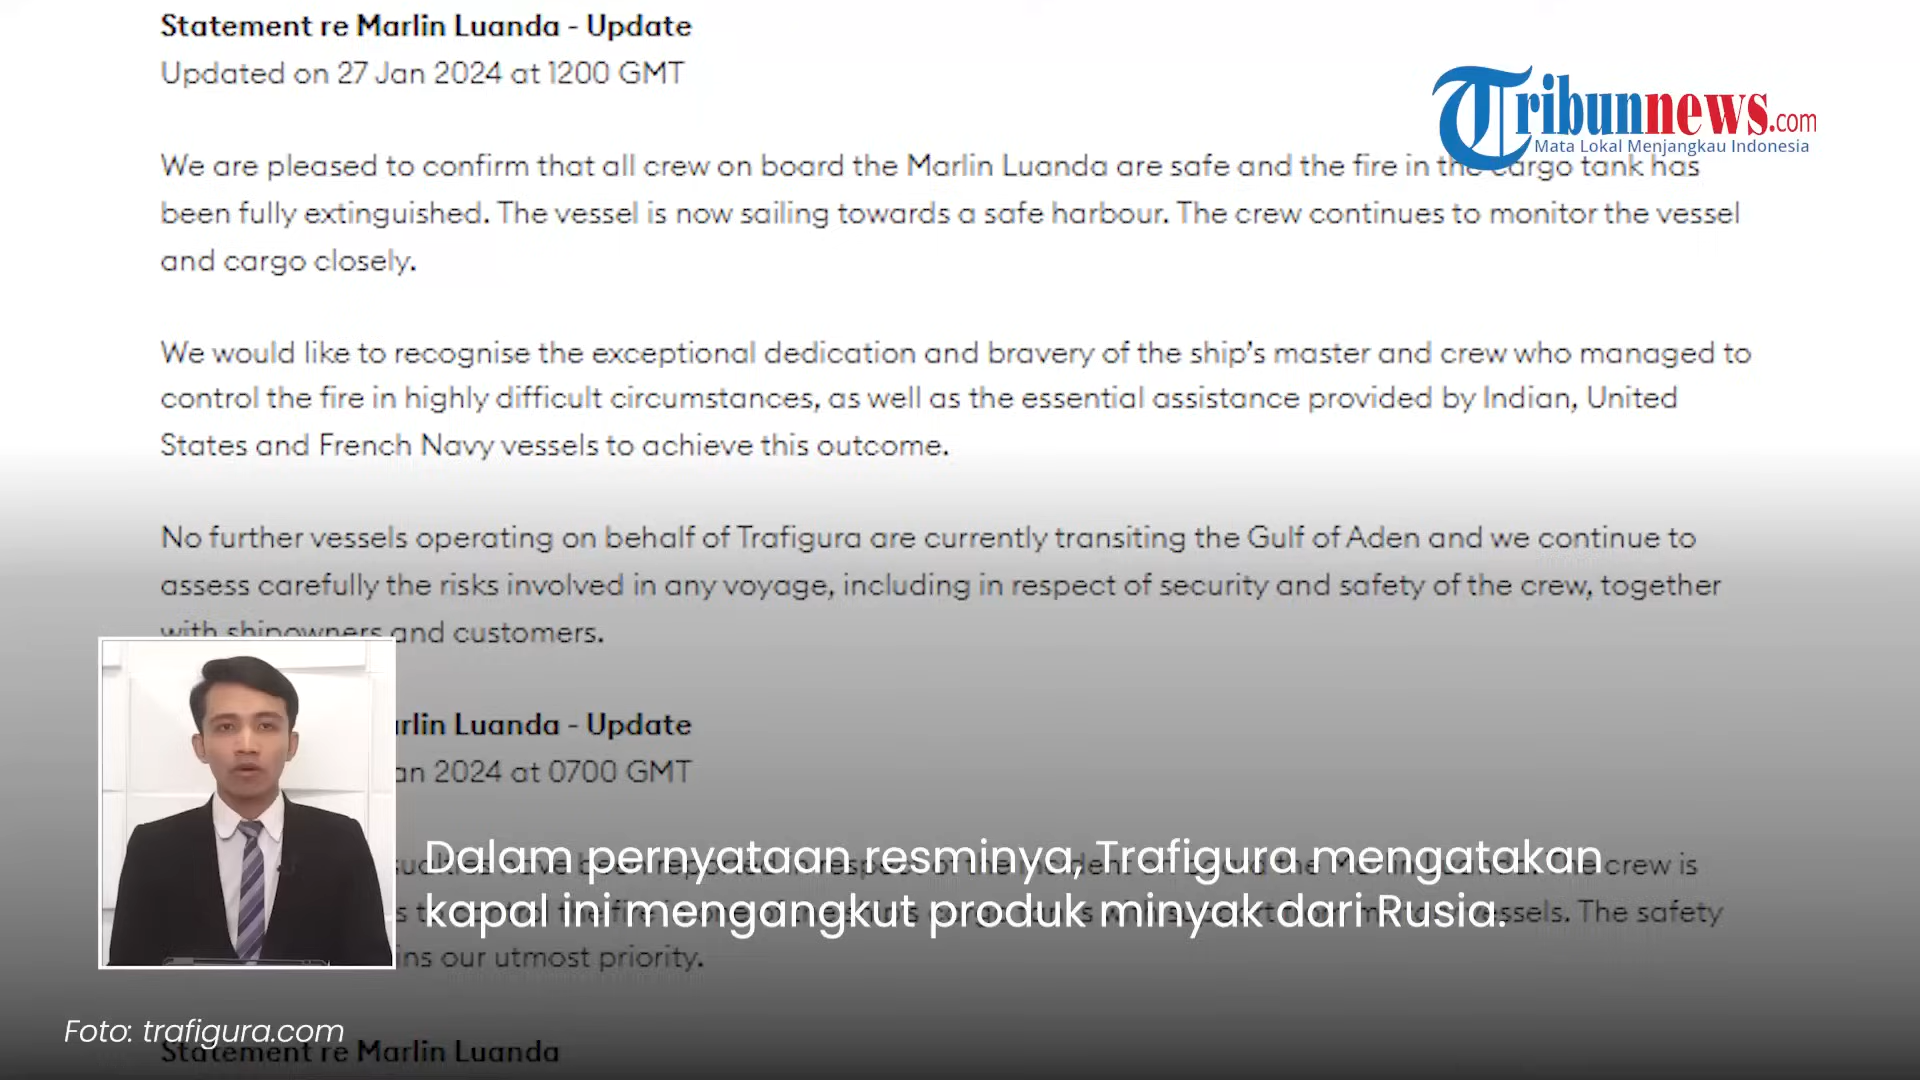 Statement re Marlin Luanda - Update
Updated on 27 Jan 2024 at 1200 GMT
Tribunnews.com
Mata Lokal Menjangkau Indonesia
We are pleased to confirm that all crew on board the Marlin Luanda are safe and the fire in the cargo tank has
been fully extinguished. The vessel is now sailing towards a safe harbour. The crew continues to monitor the vessel
and cargo closely.
We would like to recognise the exceptional dedication and bravery of the ship's master and crew who managed to
control the fire in highly difficult circumstances, as well as the essential assistance provided by Indian, United
States and French Navy vessels to achieve this outcome.
No further vessels operating on behalf of Trafigura are currently transiting the Gulf of Aden and we continue to
assess carefully the risks involved in any voyage, including in respect of security and safety of the crew, together
with shipowners and customers.
Luanda - Update
2024 at 0700 GMT
crew is
Dalam pernyataan resminya, Trafigura mengatakan
kapal ini mengangkut produk minyak dari Rusia.
vessels. The safety
our utmost priority.
Foto: trafigura.com
Statement re Marlin Luanda